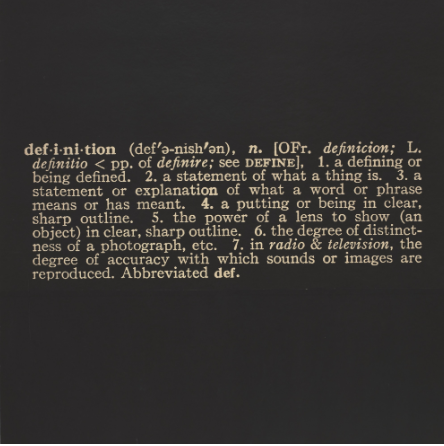 def·i·ni·tion (def′ə-nish′ən), n. [OFr. definicion; L.
definitio < pp. of definire; see DEFINE], 1. a defining or
being defined. 2. a statement of what a thing is. 3. a
statement or explanation of what a word or phrase
means or has meant. 4. a putting or being in clear,
sharp outline. 5. the power of a lens to show (an
object) in clear, sharp outline. 6. the degree of distinct-
ness of a photograph, etc. 7. in radio & television, the
degree of accuracy with which sounds or images are
reproduced. Abbreviated def.